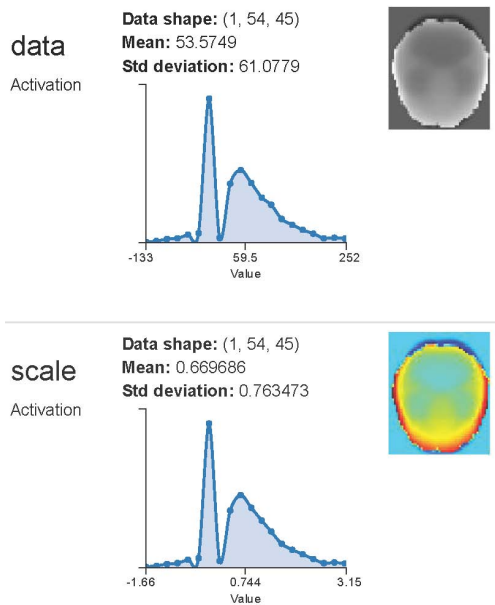 data
Activation
Data shape: (1, 54, 45)
Mean: 53.5749
Std deviation: 61.0779
-133 59.5 252
Value
scale
Activation
Data shape: (1, 54, 45)
Mean: 0.669686
Std deviation: 0.763473
-1.66 0.744 3.15
Value